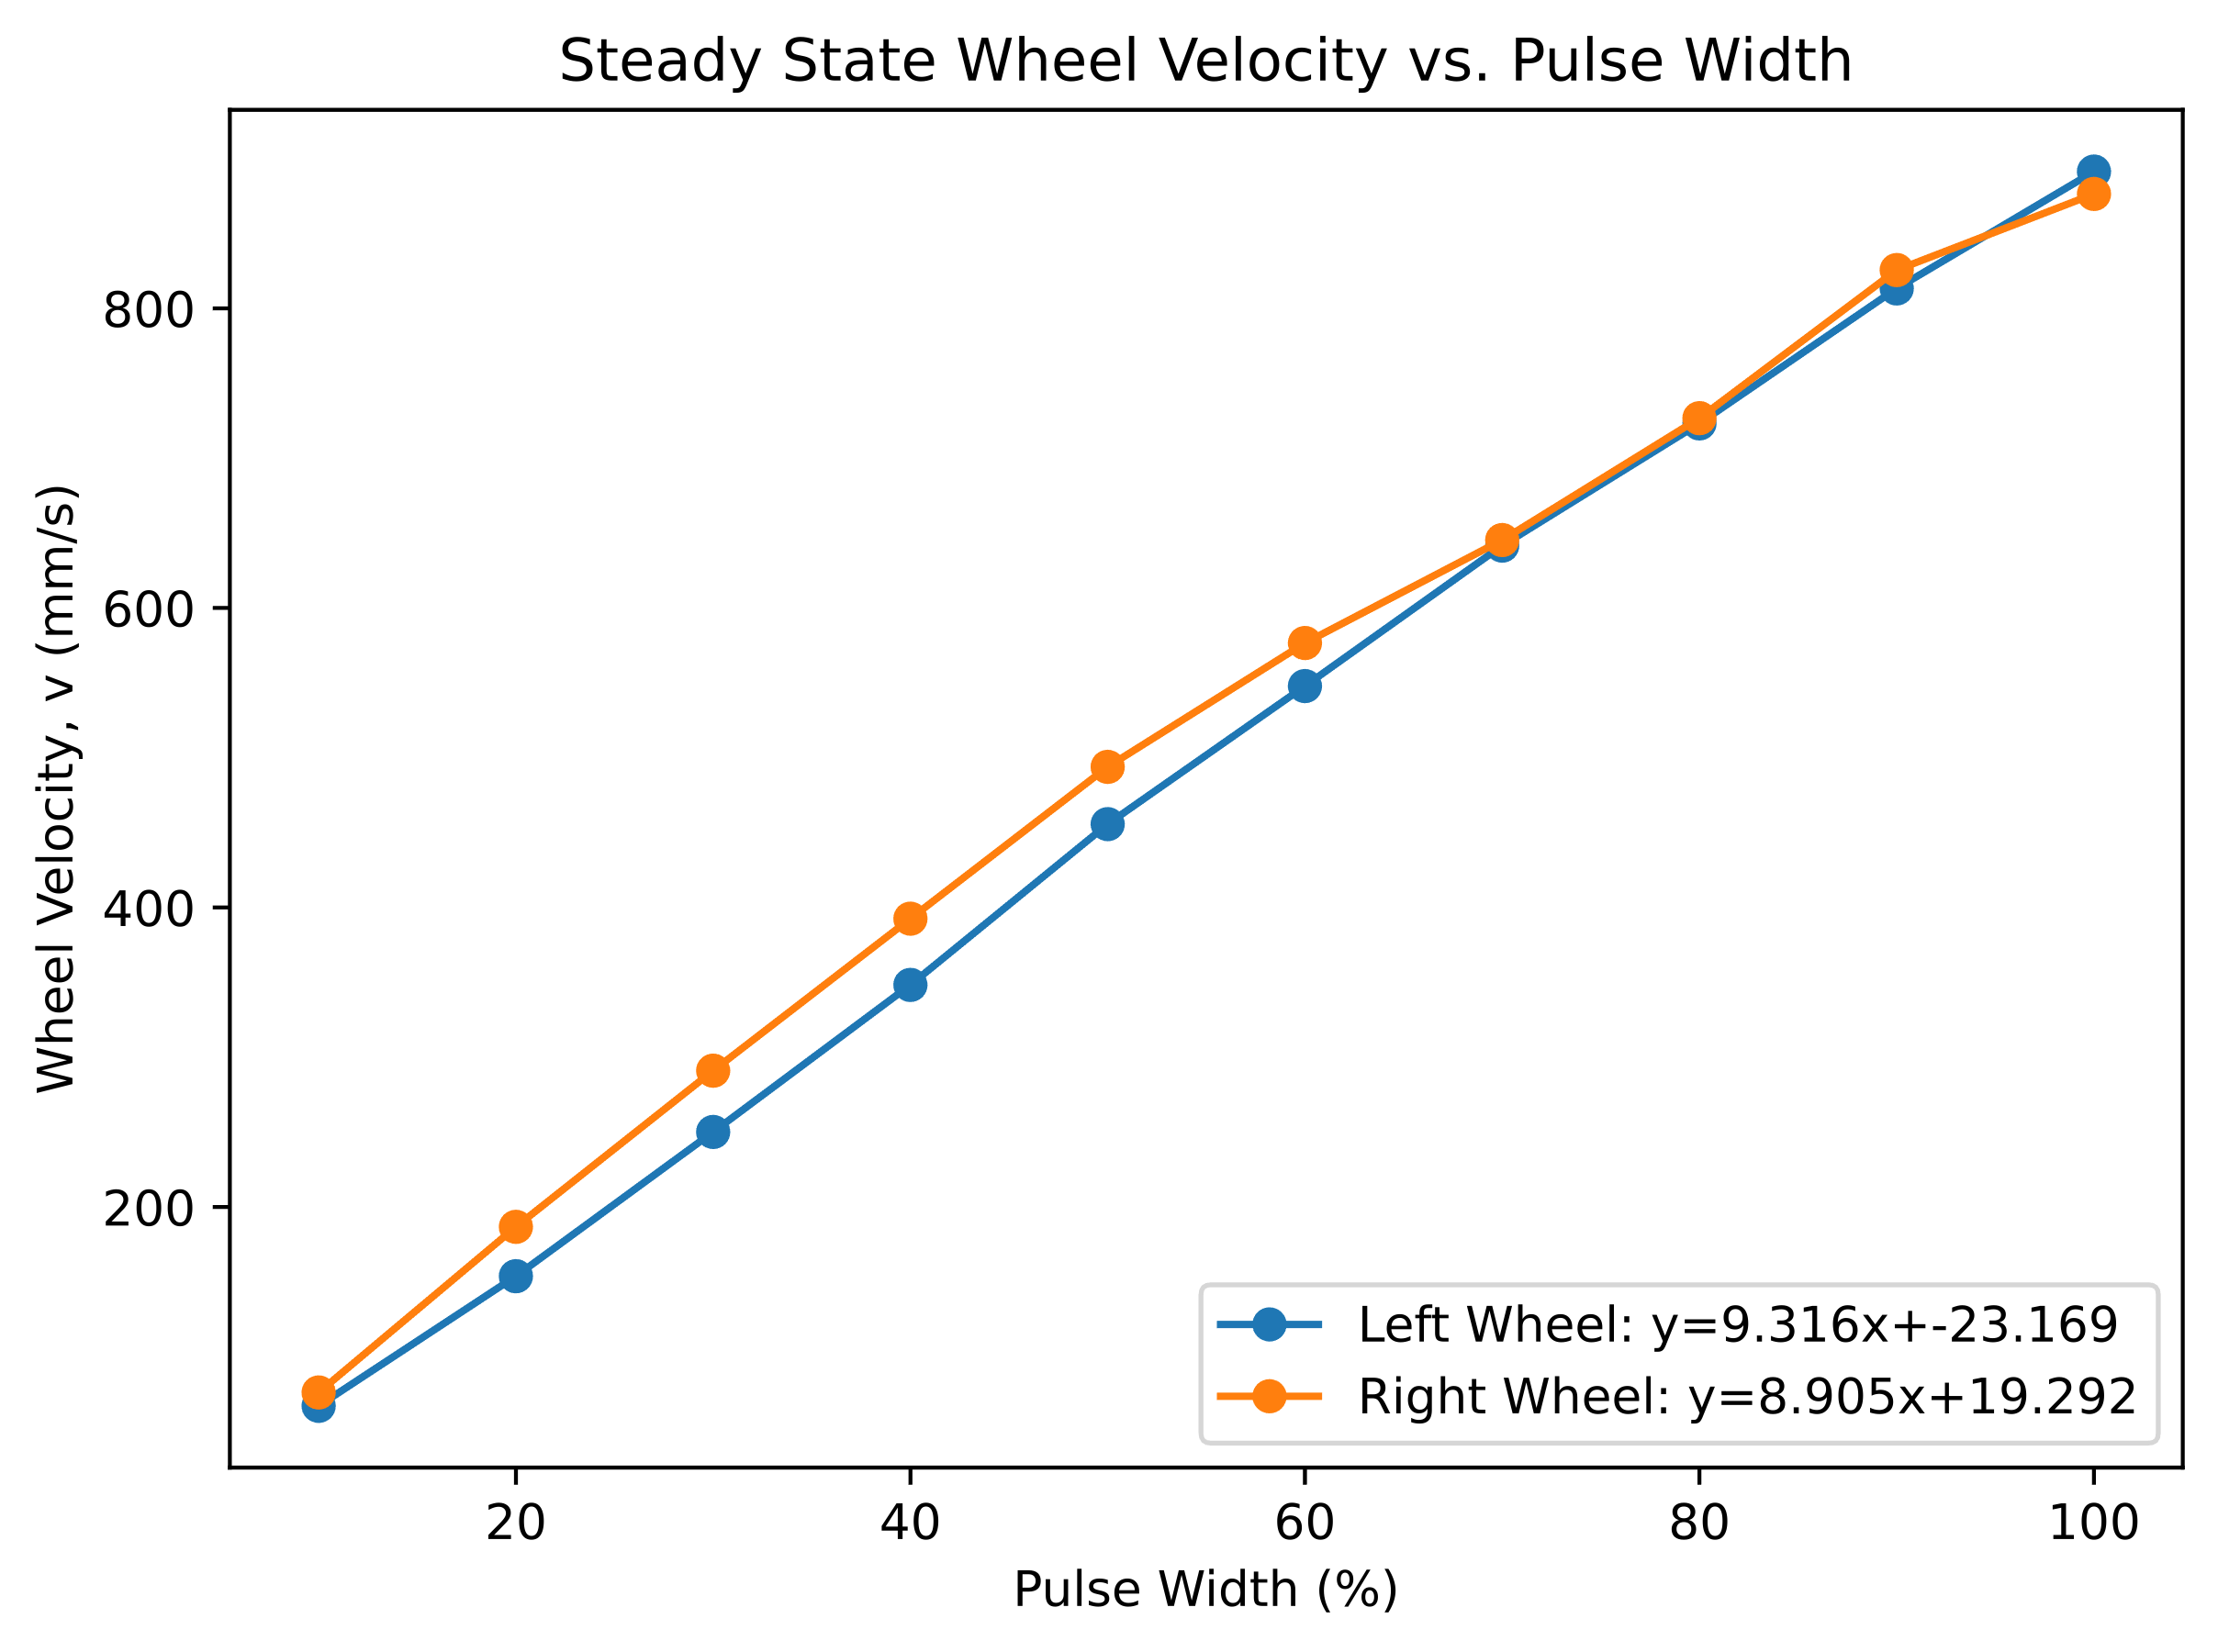 Steady State Wheel Velocity vs. Pulse Width
Wheel Velocity, v (mm/s)
800
600
400
200
Left Wheel: y=9.316x+-23.169
Right Wheel: y=8.905x+19.292
20 40 60 80 100
Pulse Width (%)